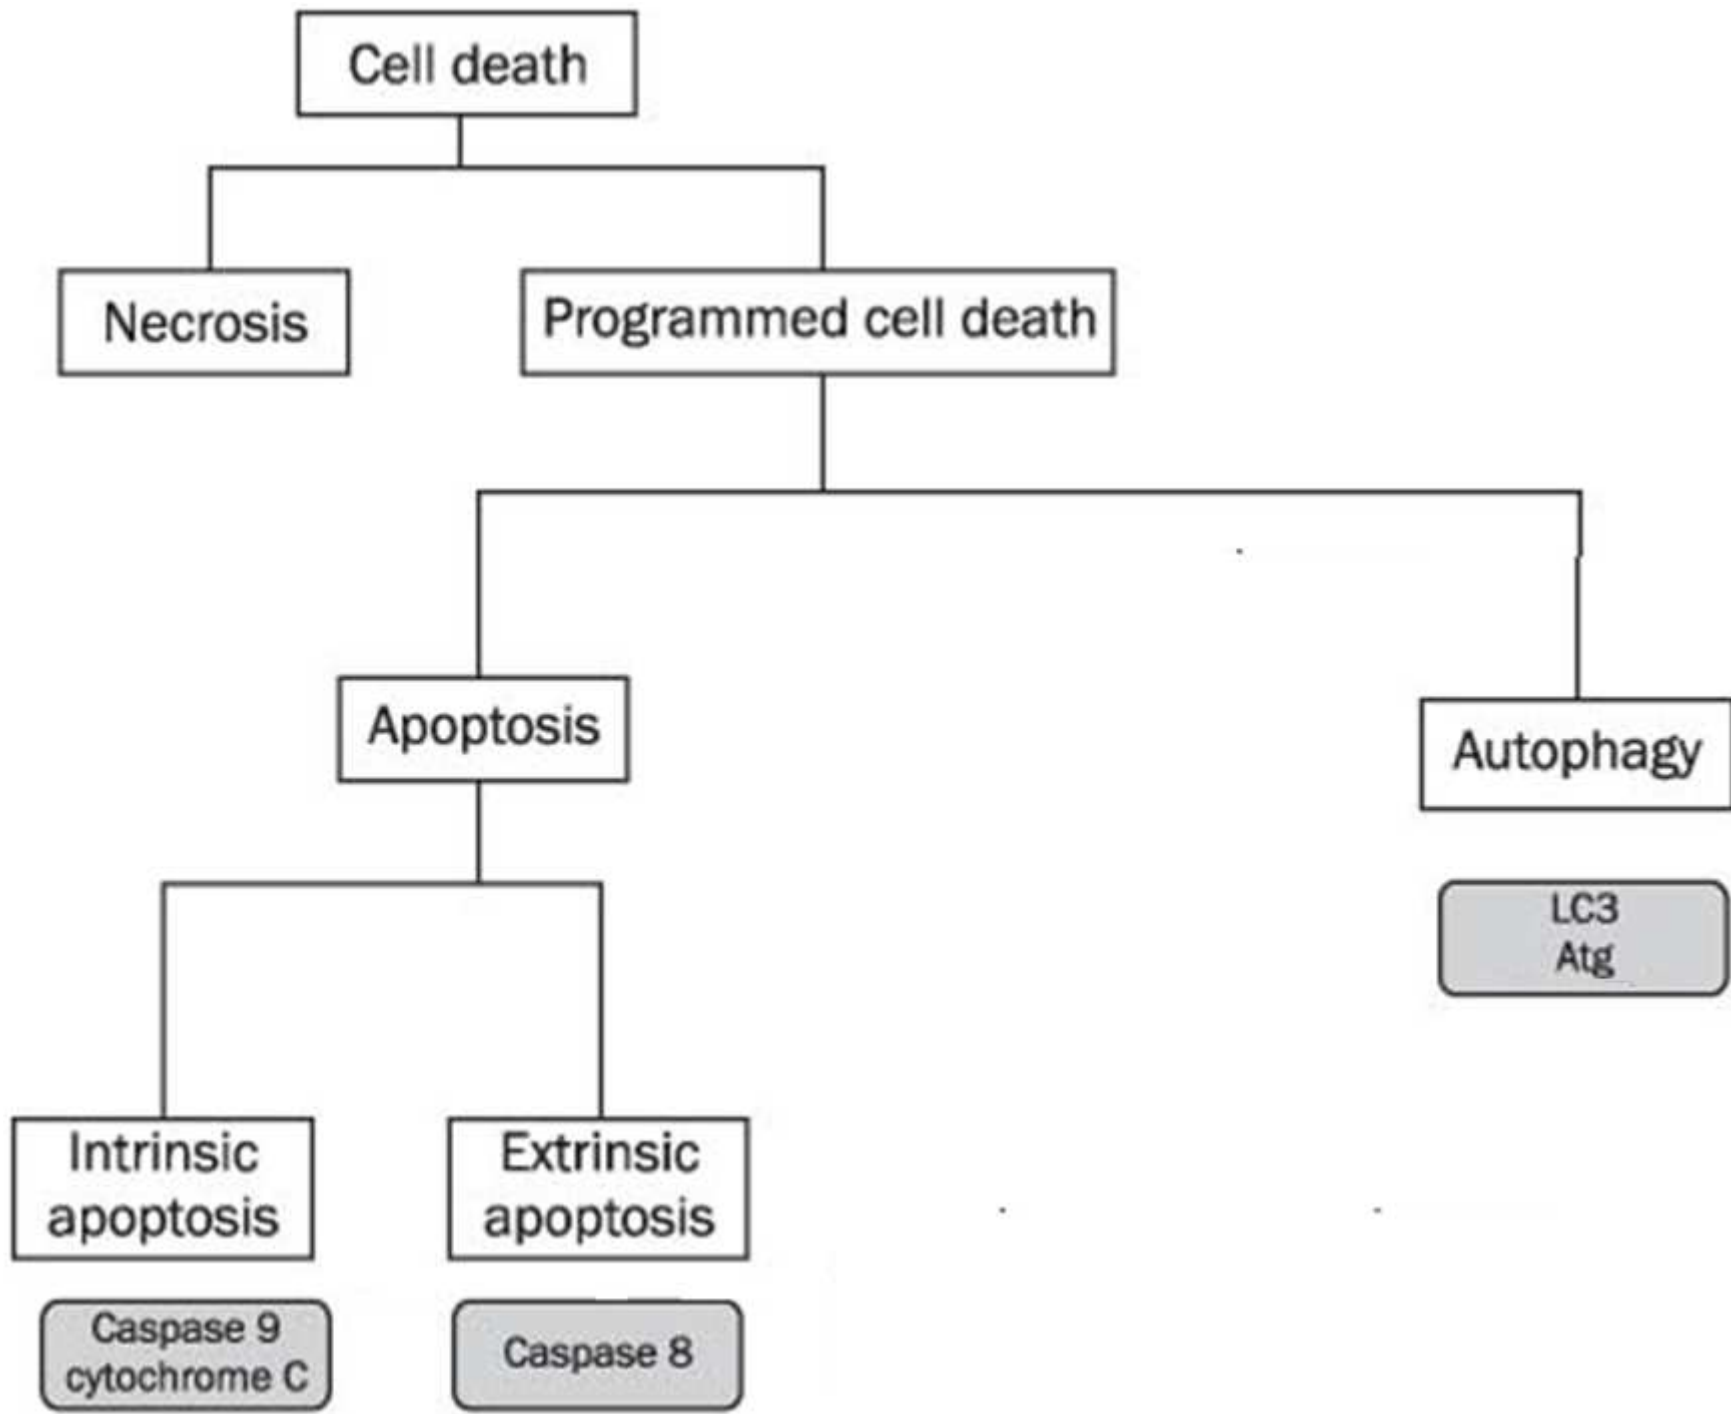 Cell death
Necrosis
Programmed cell death
Apoptosis
Autophagy
LC3
Atg
Intrinsic
apoptosis
Extrinsic
apoptosis
Caspase 9
cytochrome C
Caspase 8